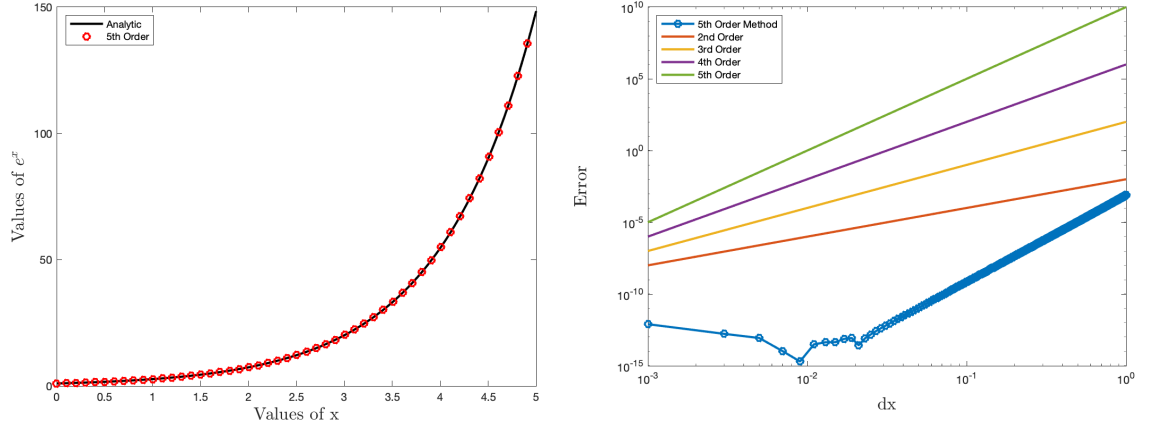 Analytic
5th Order
150
100
50
0
0 0.5 1 1.5 2 2.5 3 3.5 4 4.5 5
Values of x
Values of e^x
5th Order Method
2nd Order
3rd Order
4th Order
5th Order
10^10
10^5
10^0
10^-5
10^-10
10^-15
10^-3 10^-2 10^-1 10^0
dx
Error